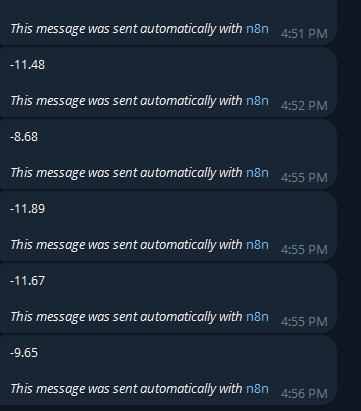 This message was sent automatically with n8n 4:51 PM
-11.48
This message was sent automatically with n8n 4:52 PM
-8.68
This message was sent automatically with n8n 4:55 PM
-11.89
This message was sent automatically with n8n 4:55 PM
-11.67
This message was sent automatically with n8n 4:55 PM
-9.65
This message was sent automatically with n8n 4:56 PM